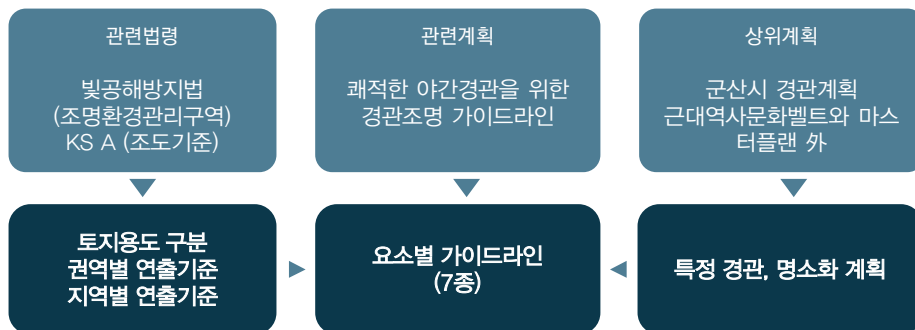 관련법령
빛공해방지법
(조명환경관리구역)
KS A (조도기준)
관련계획
쾌적한 야간경관을 위한
경관조명 가이드라인
상위계획
군산시 경관계획
근대역사문화벨트와 마스
터플랜 外
토지용도 구분
권역별 연출기준
지역별 연출기준
요소별 가이드라인
(7종)
특정 경관, 명소화 계획